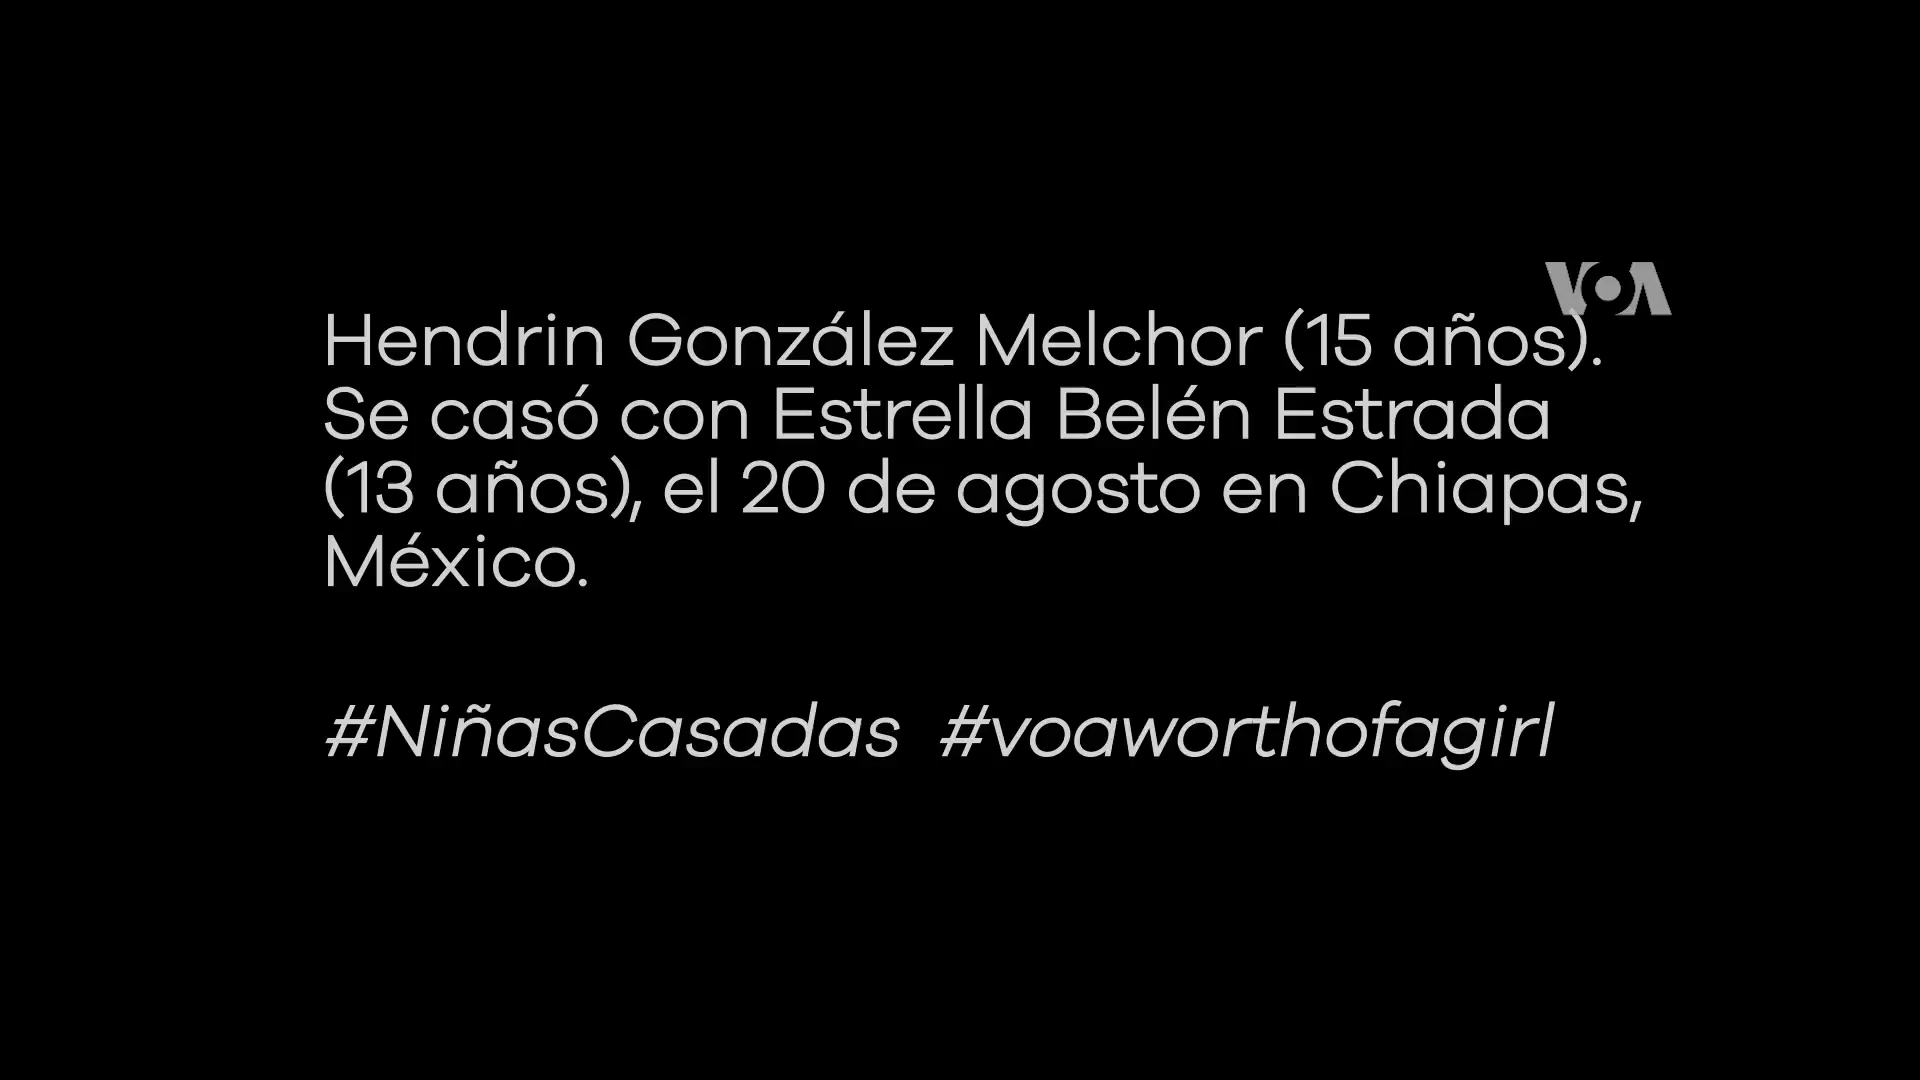 VOA
Hendrin González Melchor (15 años).
Se casó con Estrella Belén Estrada
(13 años), el 20 de agosto en Chiapas,
México.
#NiñasCasadas #voaworthofagirl